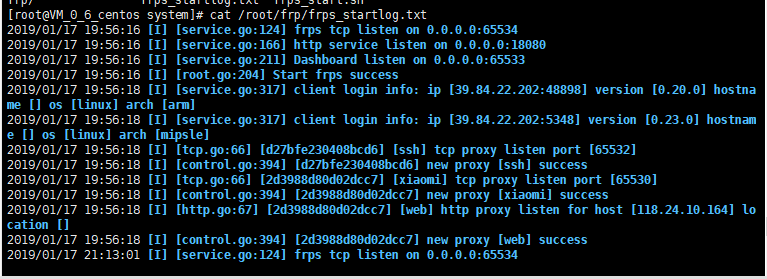 frp/ frps_startlog.txt frps_start.sh
[root@VM_0_6_centos system]# cat /root/frp/frps_startlog.txt
2019/01/17 19:56:16 [I] [service.go:124] frps tcp listen on 0.0.0.0:65534
2019/01/17 19:56:16 [I] [service.go:166] http service listen on 0.0.0.0:18080
2019/01/17 19:56:16 [I] [service.go:211] Dashboard listen on 0.0.0.0:65533
2019/01/17 19:56:16 [I] [root.go:204] Start frps success
2019/01/17 19:56:18 [I] [service.go:317] client login info: ip [39.84.22.202:48898] version [0.20.0] hostna
me [] os [linux] arch [arm]
2019/01/17 19:56:18 [I] [service.go:317] client login info: ip [39.84.22.202:5348] version [0.23.0] hostnam
e [] os [linux] arch [mipsle]
2019/01/17 19:56:18 [I] [tcp.go:66] [d27bfe230408bcd6] [ssh] tcp proxy listen port [65532]
2019/01/17 19:56:18 [I] [control.go:394] [d27bfe230408bcd6] new proxy [ssh] success
2019/01/17 19:56:18 [I] [tcp.go:66] [2d3988d80d02dcc7] [xiaomi] tcp proxy listen port [65530]
2019/01/17 19:56:18 [I] [control.go:394] [2d3988d80d02dcc7] new proxy [xiaomi] success
2019/01/17 19:56:18 [I] [http.go:67] [2d3988d80d02dcc7] [web] http proxy listen for host [118.24.10.164] lo
cation []
2019/01/17 19:56:18 [I] [control.go:394] [2d3988d80d02dcc7] new proxy [web] success
2019/01/17 21:13:01 [I] [service.go:124] frps tcp listen on 0.0.0.0:65534